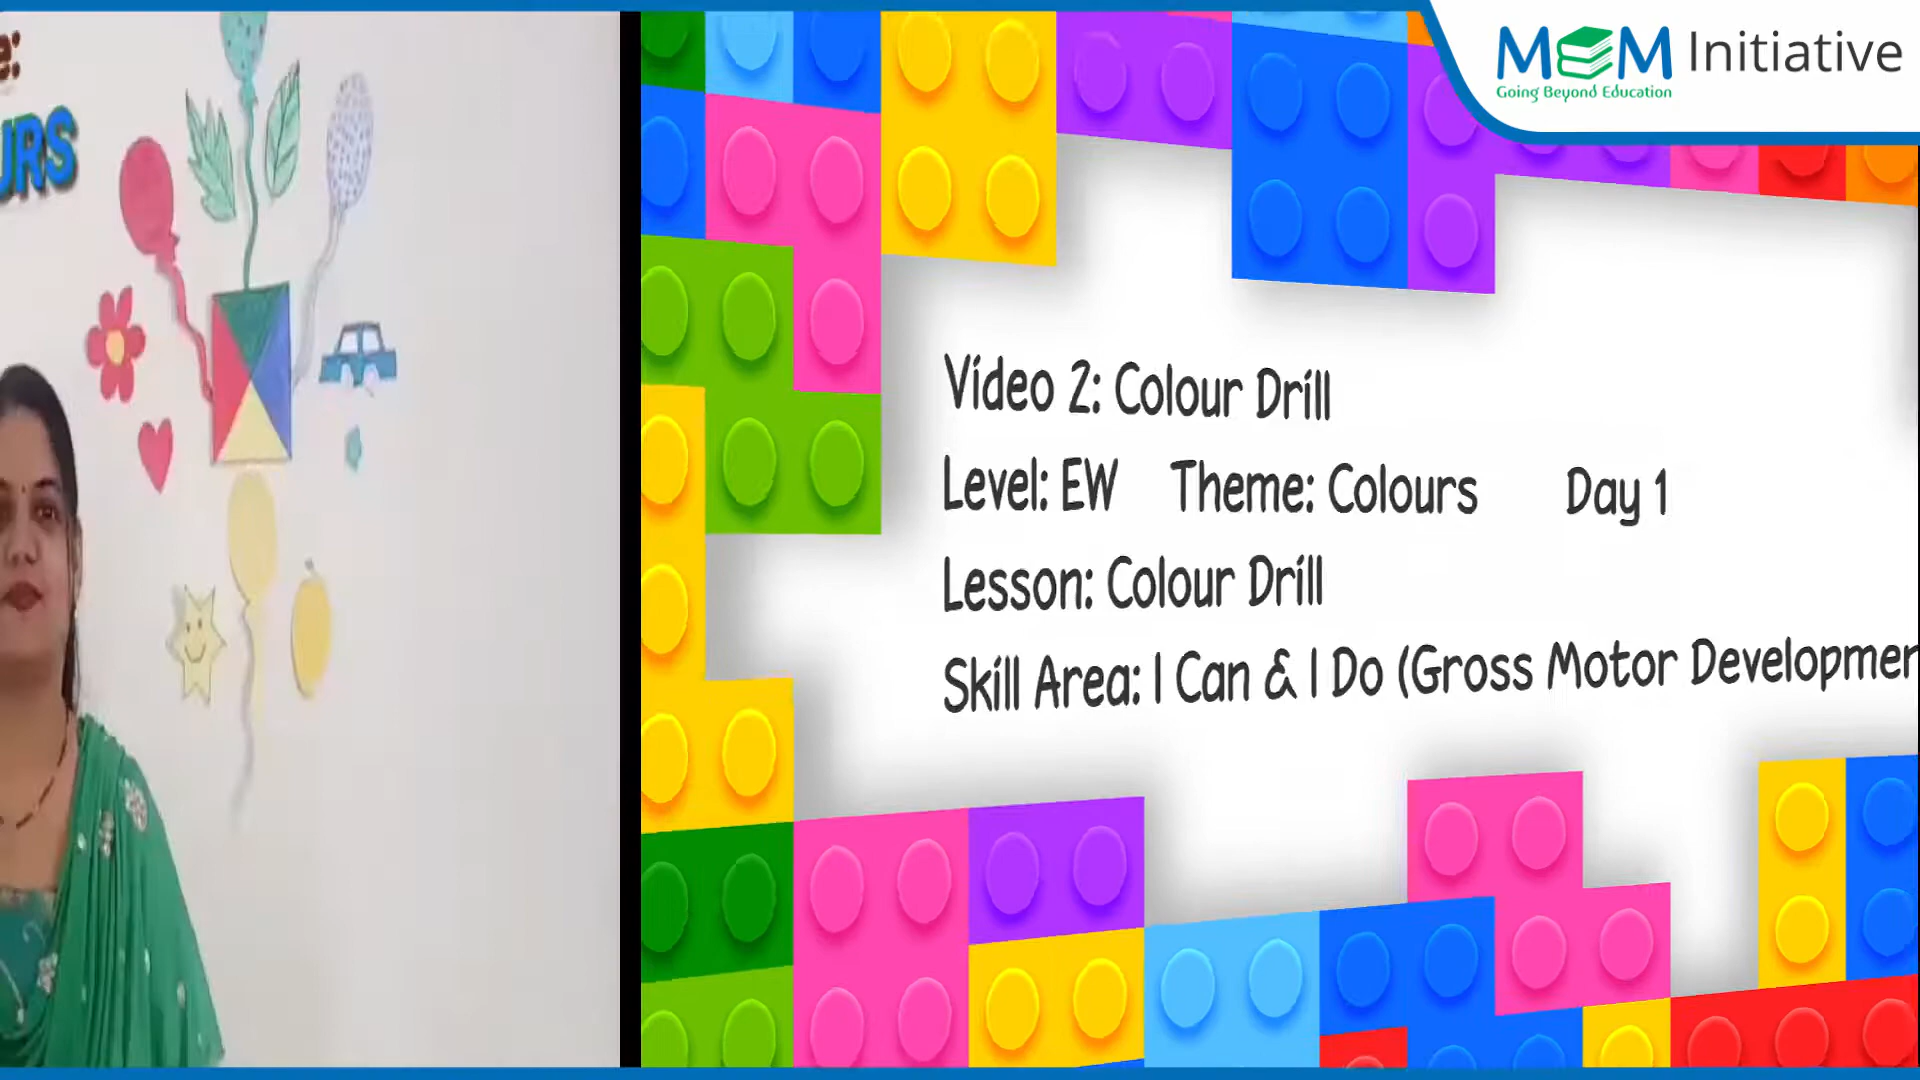 e:
URS
MEM Initiative
Going Beyond Education
Video 2: Colour Drill
Level: EW Theme: Colours Day 1
Lesson: Colour Drill
Skill Area: I Can & I Do (Gross Motor Developmen